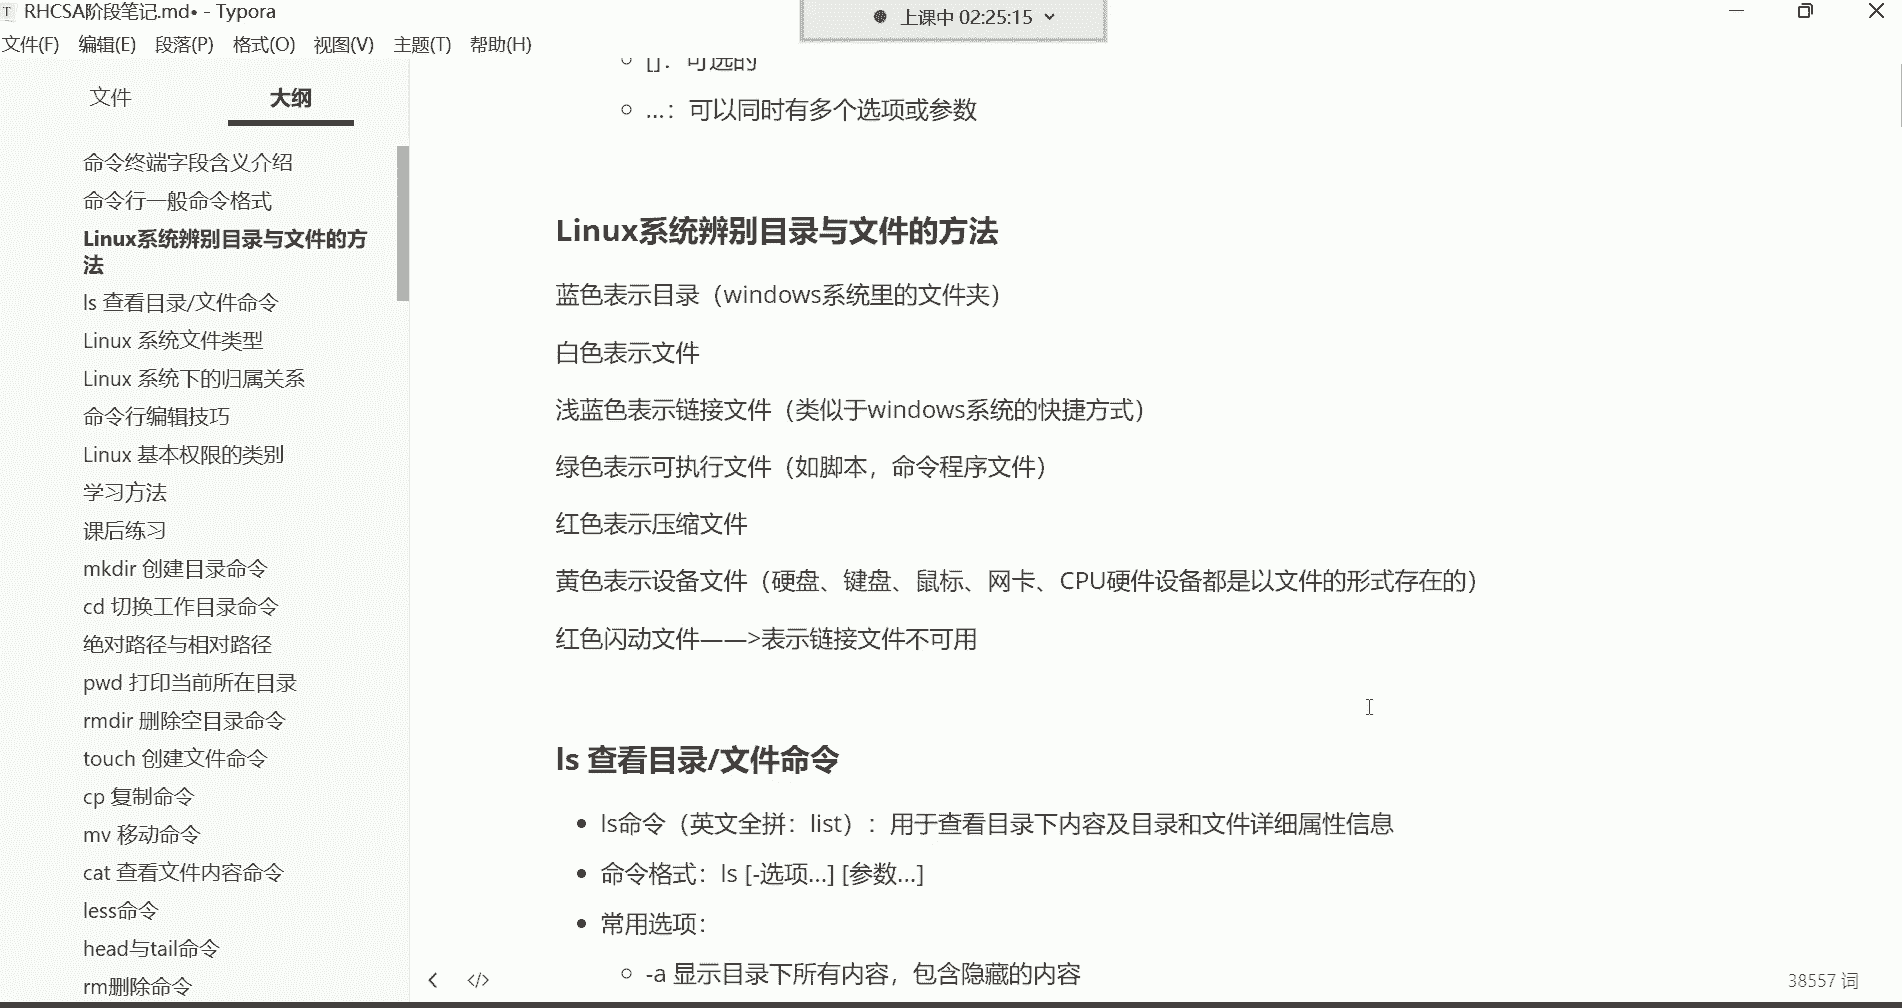 RHCSA阶段笔记.md• - Typora
上课中 02:25:15
文件(F) 编辑(E) 段落(P) 格式(O) 视图(V) 主题(T) 帮助(H)
文件 大纲
命令终端字段含义介绍
命令行一般命令格式
Linux系统辨别目录与文件的方
法
ls 查看目录/文件命令
Linux 系统文件类型
Linux 系统下的归属关系
命令行编辑技巧
Linux 基本权限的类别
学习方法
课后练习
mkdir 创建目录命令
cd 切换工作目录命令
绝对路径与相对路径
pwd 打印当前所在目录
rmdir 删除空目录命令
touch 创建文件命令
cp 复制命令
mv 移动命令
cat 查看文件内容命令
less命令
head与tail命令
rm删除命令
[]：可选的
...：可以同时有多个选项或参数
Linux系统辨别目录与文件的方法
蓝色表示目录（windows系统里的文件夹）
白色表示文件
浅蓝色表示链接文件（类似于windows系统的快捷方式）
绿色表示可执行文件（如脚本，命令程序文件）
红色表示压缩文件
黄色表示设备文件（硬盘、键盘、鼠标、网卡、CPU硬件设备都是以文件的形式存在的）
红色闪动文件——>表示链接文件不可用
ls 查看目录/文件命令
ls命令（英文全拼：list）：用于查看目录下内容及目录和文件详细属性信息
命令格式：ls [-选项...] [参数...]
常用选项：
-a 显示目录下所有内容，包含隐藏的内容
38557 词